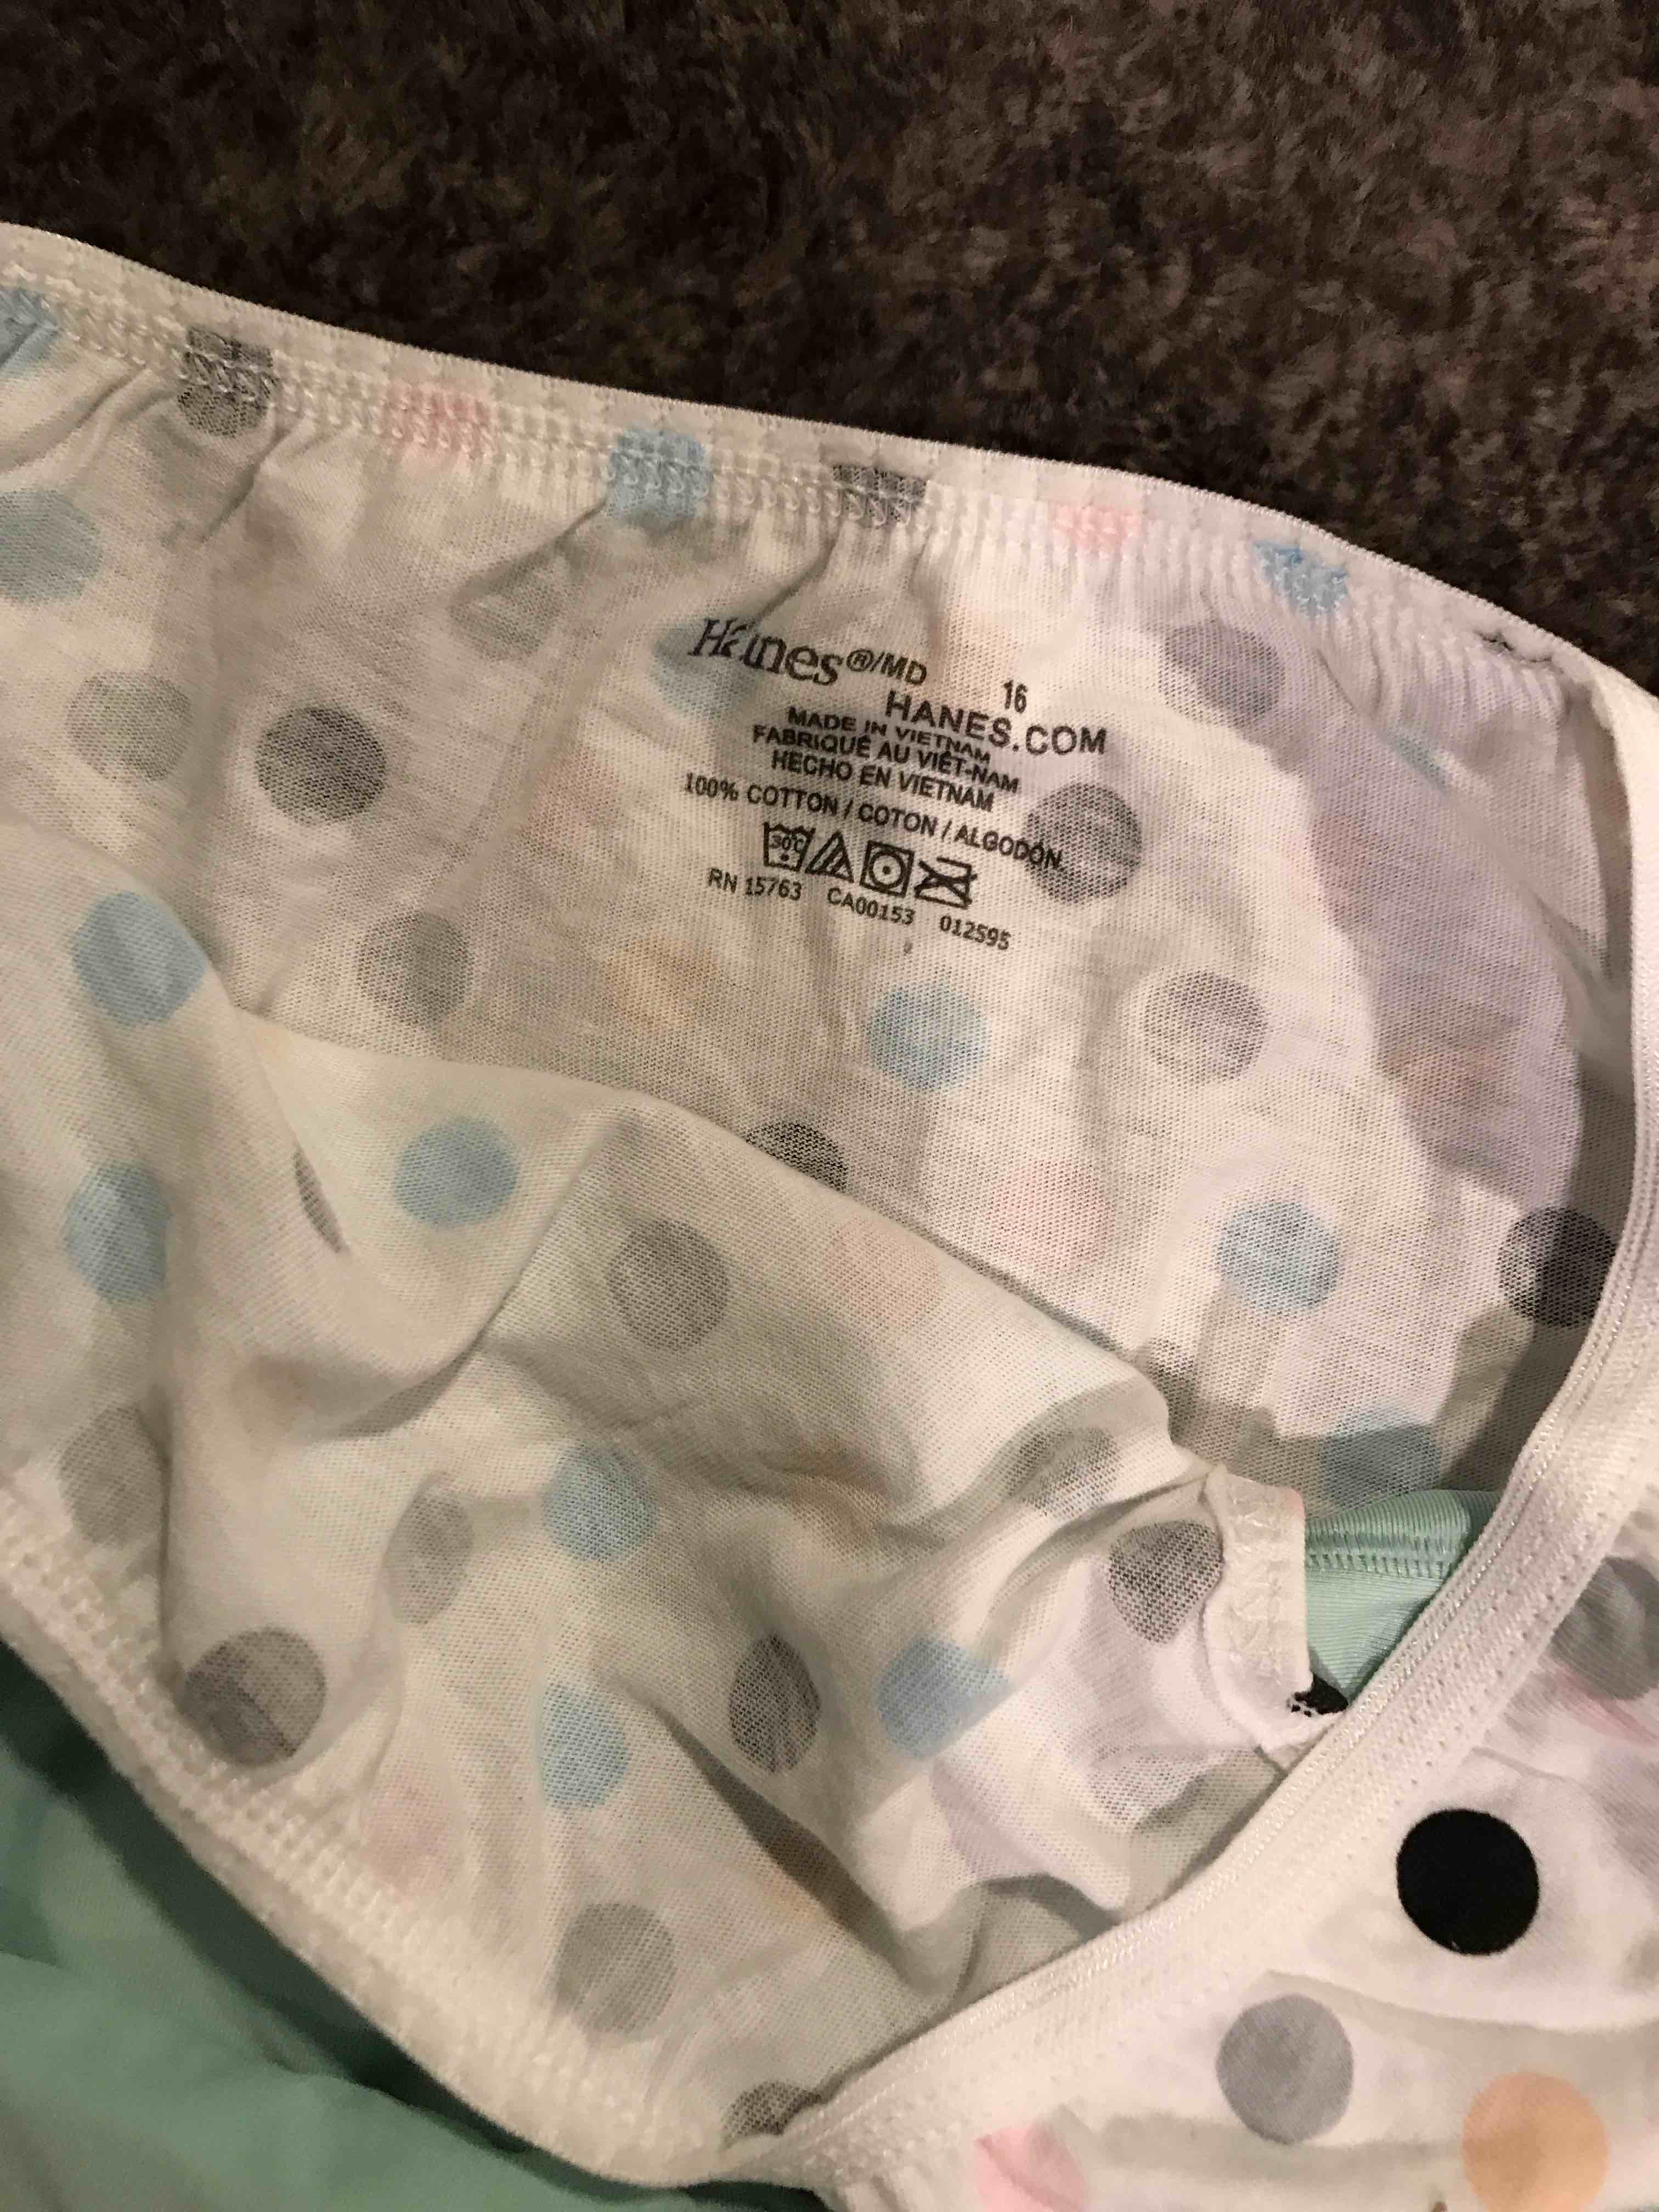 Hanes®/MD 16
HANES.COM
MADE IN VIETNAM
FABRIQUÉ AU VIÊT-NAM
HECHO EN VIETNAM
100% COTTON / COTON / ALGODÓN
30°C
RN 15763 CA00153 012595